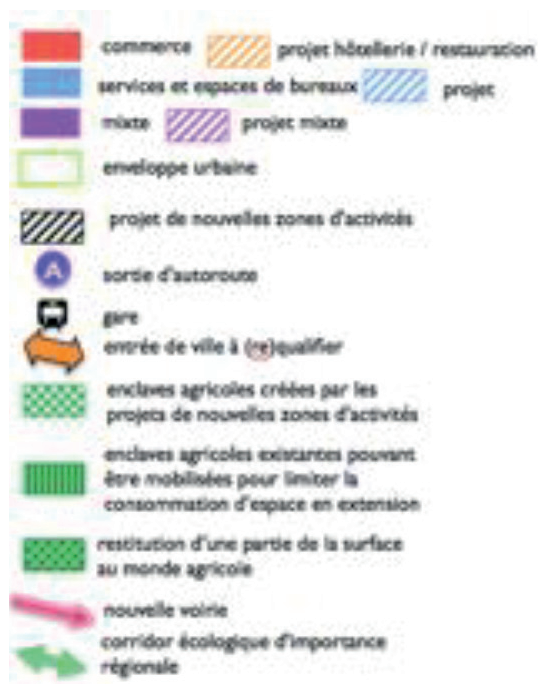 commerce projet hôtellerie / restauration
services et espaces de bureaux projet
mixte projet mixte
enveloppe urbaine
projet de nouvelles zones d'activités
A sortie d'autoroute
gare
entrée de ville à (re)qualifier
enclaves agricoles créées par les
projets de nouvelles zones d'activités
enclaves agricoles existantes pouvant
être mobilisées pour limiter la
consommation d'espace en extension
restitution d'une partie de la surface
au monde agricole
nouvelle voirie
corridor écologique d'importance
régionale